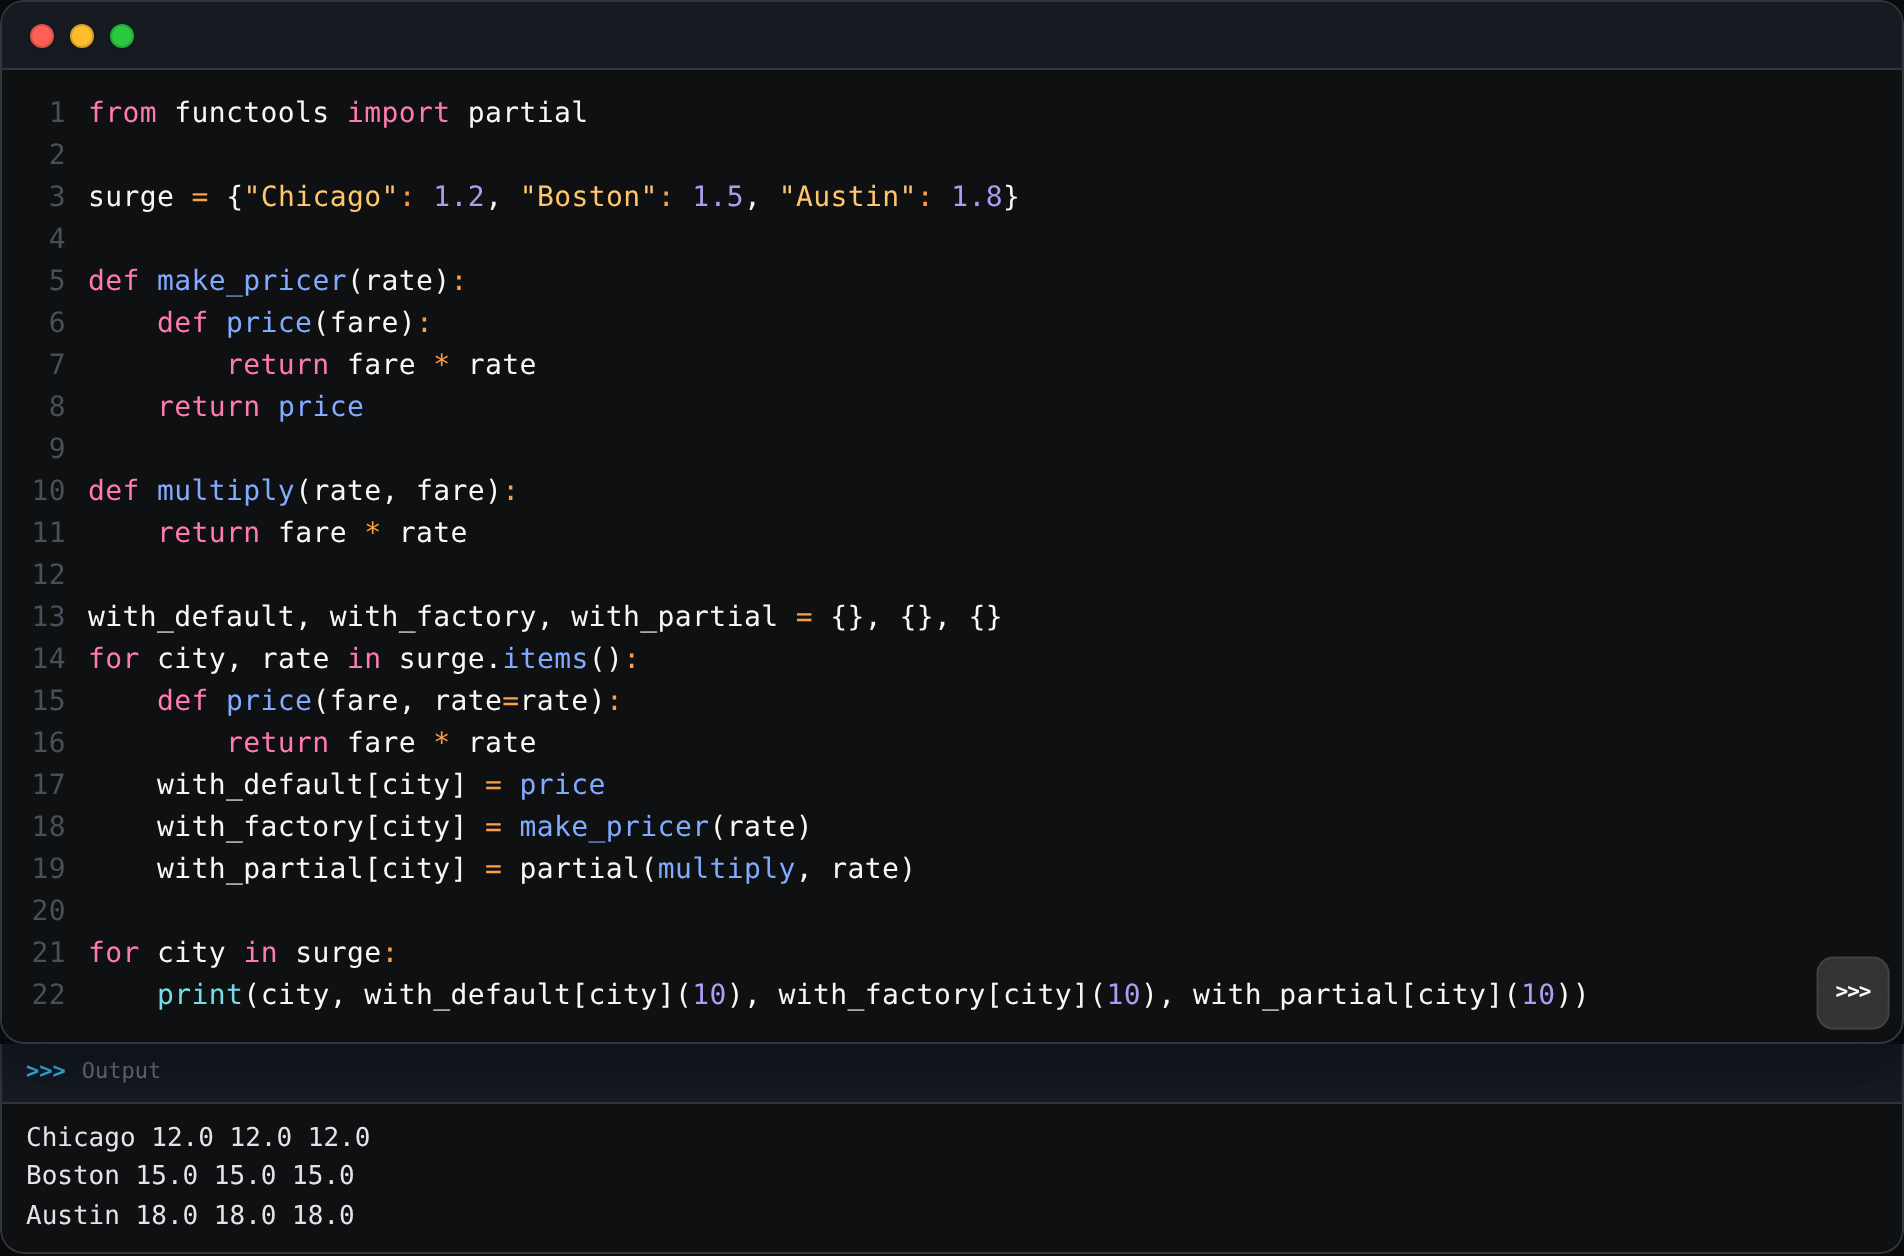 1 from functools import partial
2
3 surge = {"Chicago": 1.2, "Boston": 1.5, "Austin": 1.8}
4
5 def make_pricer(rate):
6     def price(fare):
7         return fare * rate
8     return price
9
10 def multiply(rate, fare):
11     return fare * rate
12
13 with_default, with_factory, with_partial = {}, {}, {}
14 for city, rate in surge.items():
15     def price(fare, rate=rate):
16         return fare * rate
17     with_default[city] = price
18     with_factory[city] = make_pricer(rate)
19     with_partial[city] = partial(multiply, rate)
20
21 for city in surge:
22     print(city, with_default[city](10), with_factory[city](10), with_partial[city](10))
>>>
>>> Output
Chicago 12.0 12.0 12.0
Boston 15.0 15.0 15.0
Austin 18.0 18.0 18.0